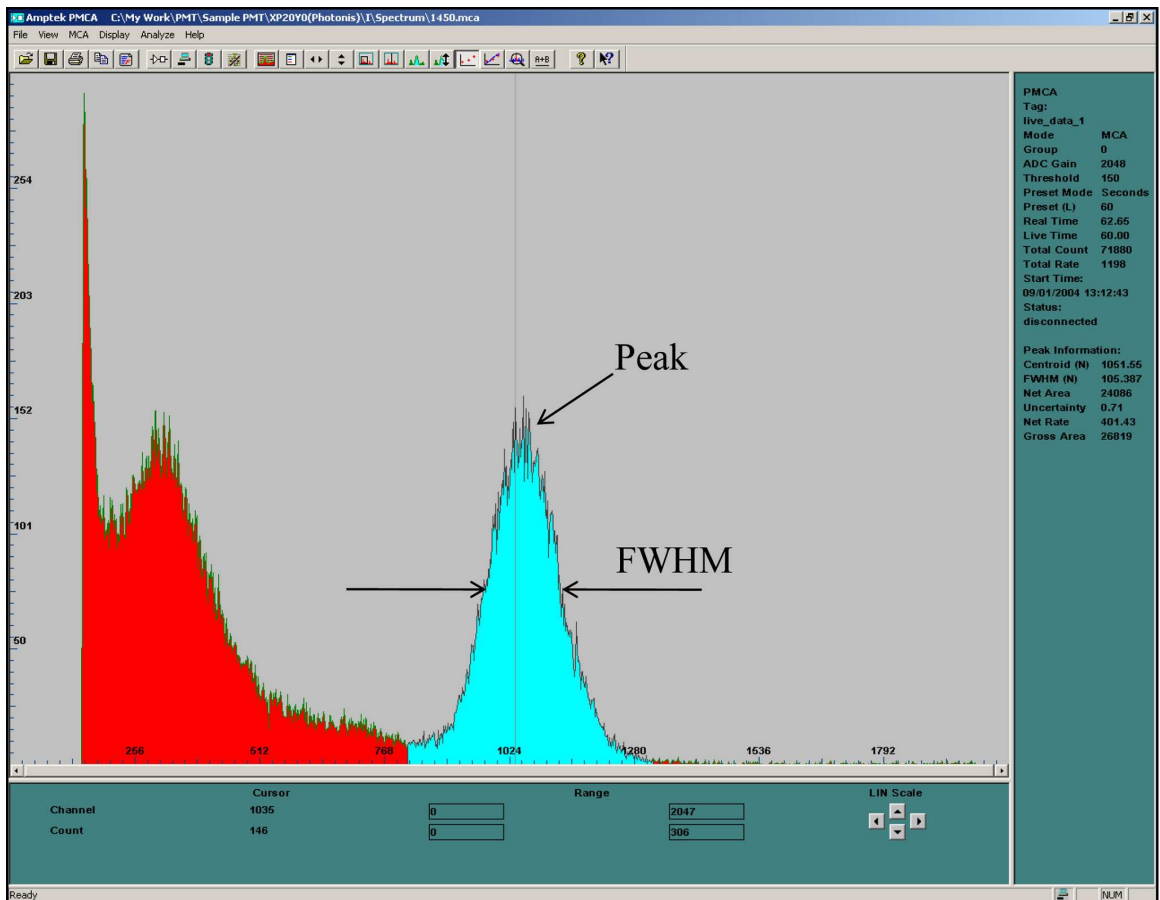 Amptek PMCA C:\My Work\PMT\Sample PMT\XP20Y0(Photonis)\I\Spectrum\1450.mca
File View MCA Display Analyze Help
A+B
254
203
152
101
50
256 512 768 1024 1280 1536 1792
Peak
FWHM
PMCA
Tag:
live_data_1
Mode MCA
Group 0
ADC Gain 2048
Threshold 150
Preset Mode Seconds
Preset (L) 60
Real Time 62.65
Live Time 60.00
Total Count 71880
Total Rate 1198
Start Time:
09/01/2004 13:12:43
Status:
disconnected
Peak Information:
Centroid (N) 1051.55
FWHM (N) 105.387
Net Area 24086
Uncertainty 0.71
Net Rate 401.43
Gross Area 26819
Cursor Range LIN Scale
Channel 1035 0 2047
Count 146 0 306
Ready NUM